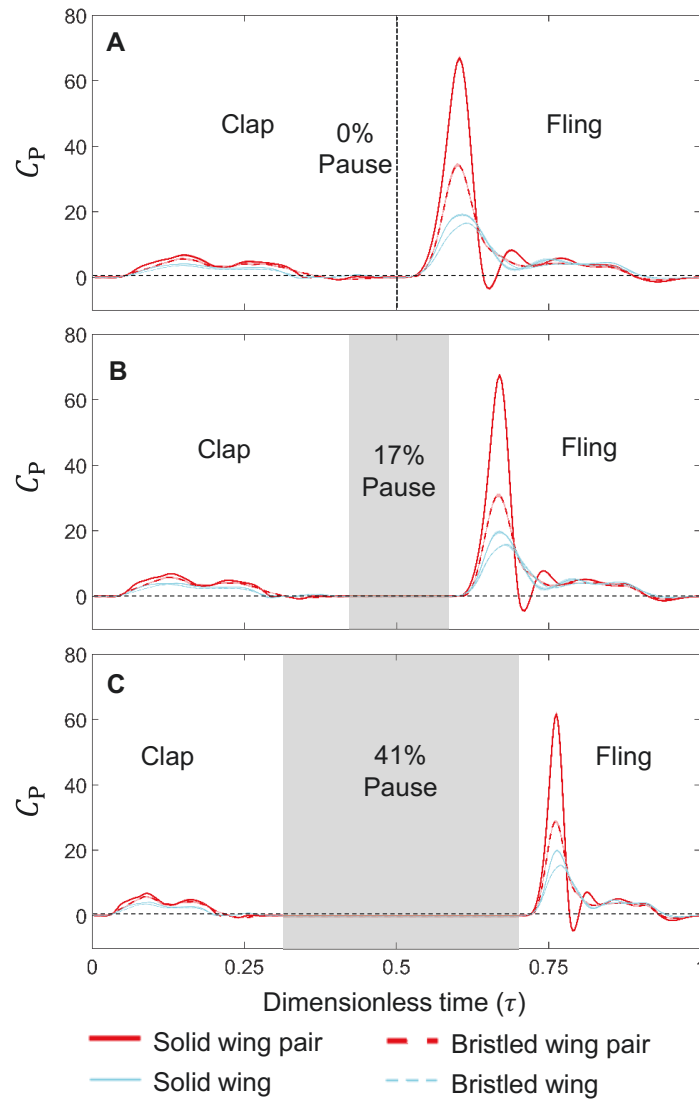 A
80
60
40
20
0
C_P
Clap
0%
Pause
Fling
B
80
60
40
20
0
C_P
Clap
17%
Pause
Fling
C
80
60
40
20
0
C_P
Clap
41%
Pause
Fling
0 0.25 0.5 0.75 1
Dimensionless time (τ)
Solid wing pair Bristled wing pair
Solid wing Bristled wing